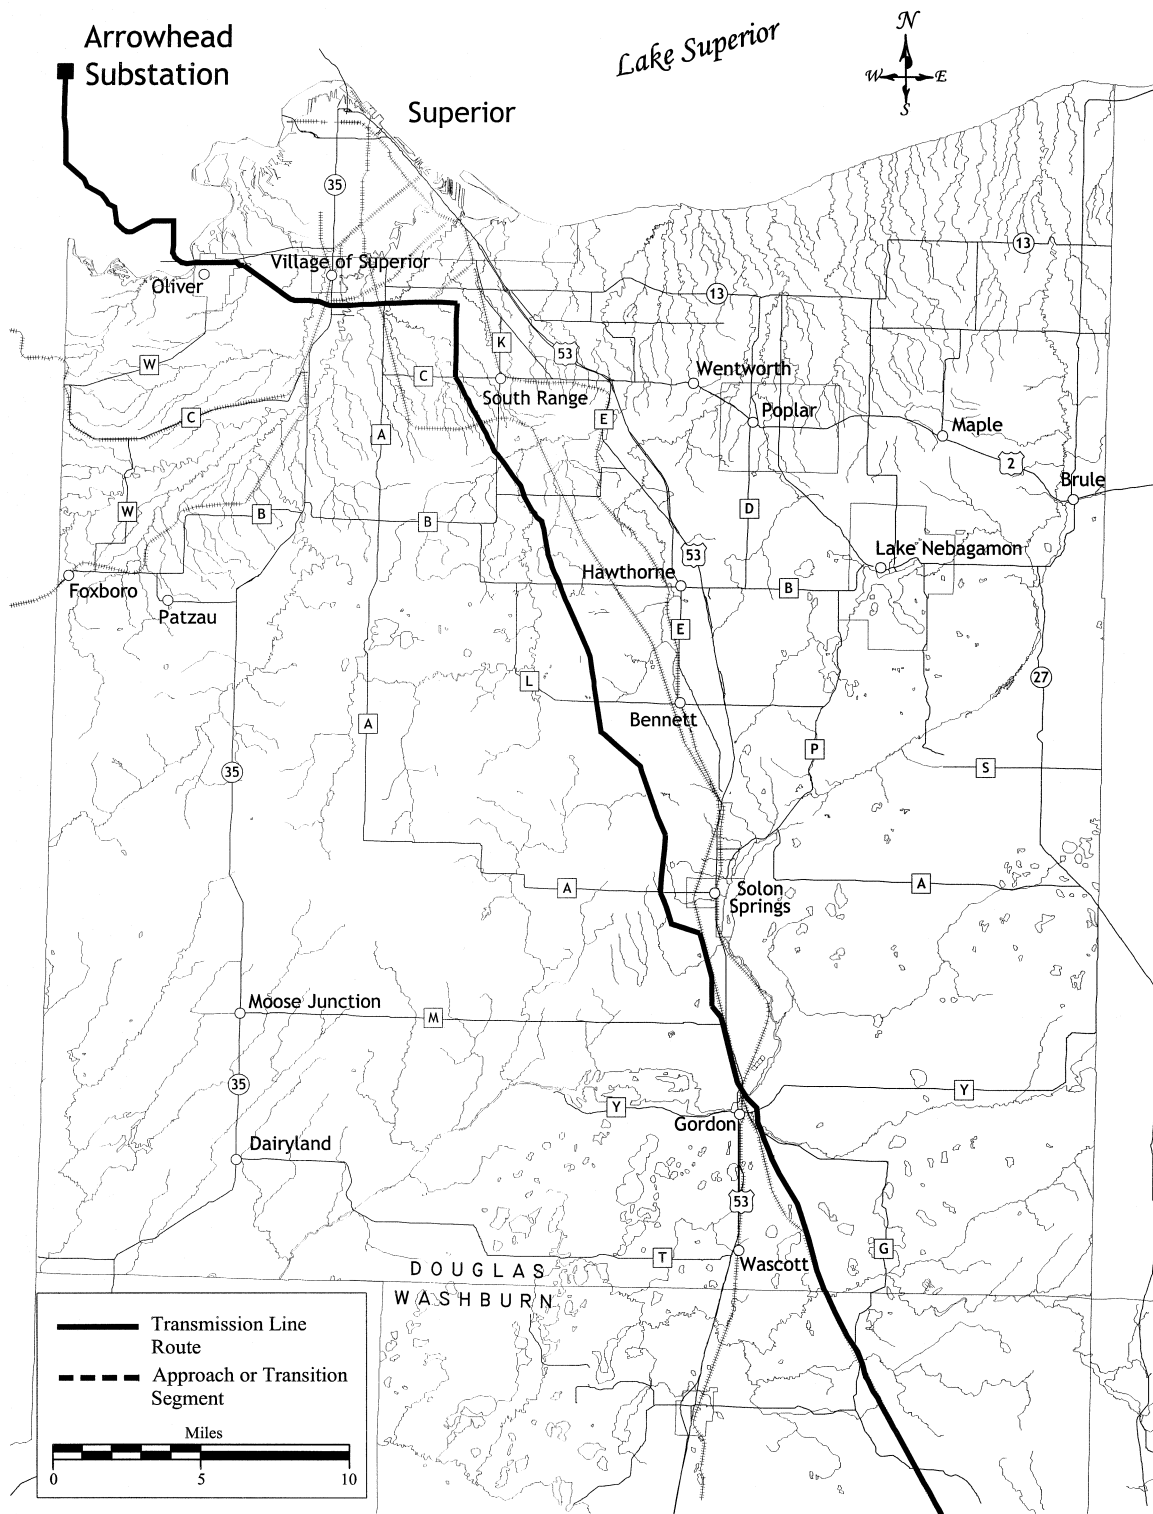 N
Lake Superior
W E
S
Arrowhead
Substation
Superior
35
13
Village of Superior
Oliver
13
K
53
W
C
Wentworth
South Range
C
E
Poplar
A
Maple
2
Brule
W
B
B
D
53
Lake Nebagamon
Hawthorne
B
Foxboro
Patzau
E
L
27
Bennett
A
P
35
S
A
Solon
Springs
A
Moose Junction
M
35
Y
Y
Gordon
Dairyland
53
T
G
Wascott
DOUGLAS
WASHBURN
Transmission Line
Route
Approach or Transition
Segment
Miles
0 5 10